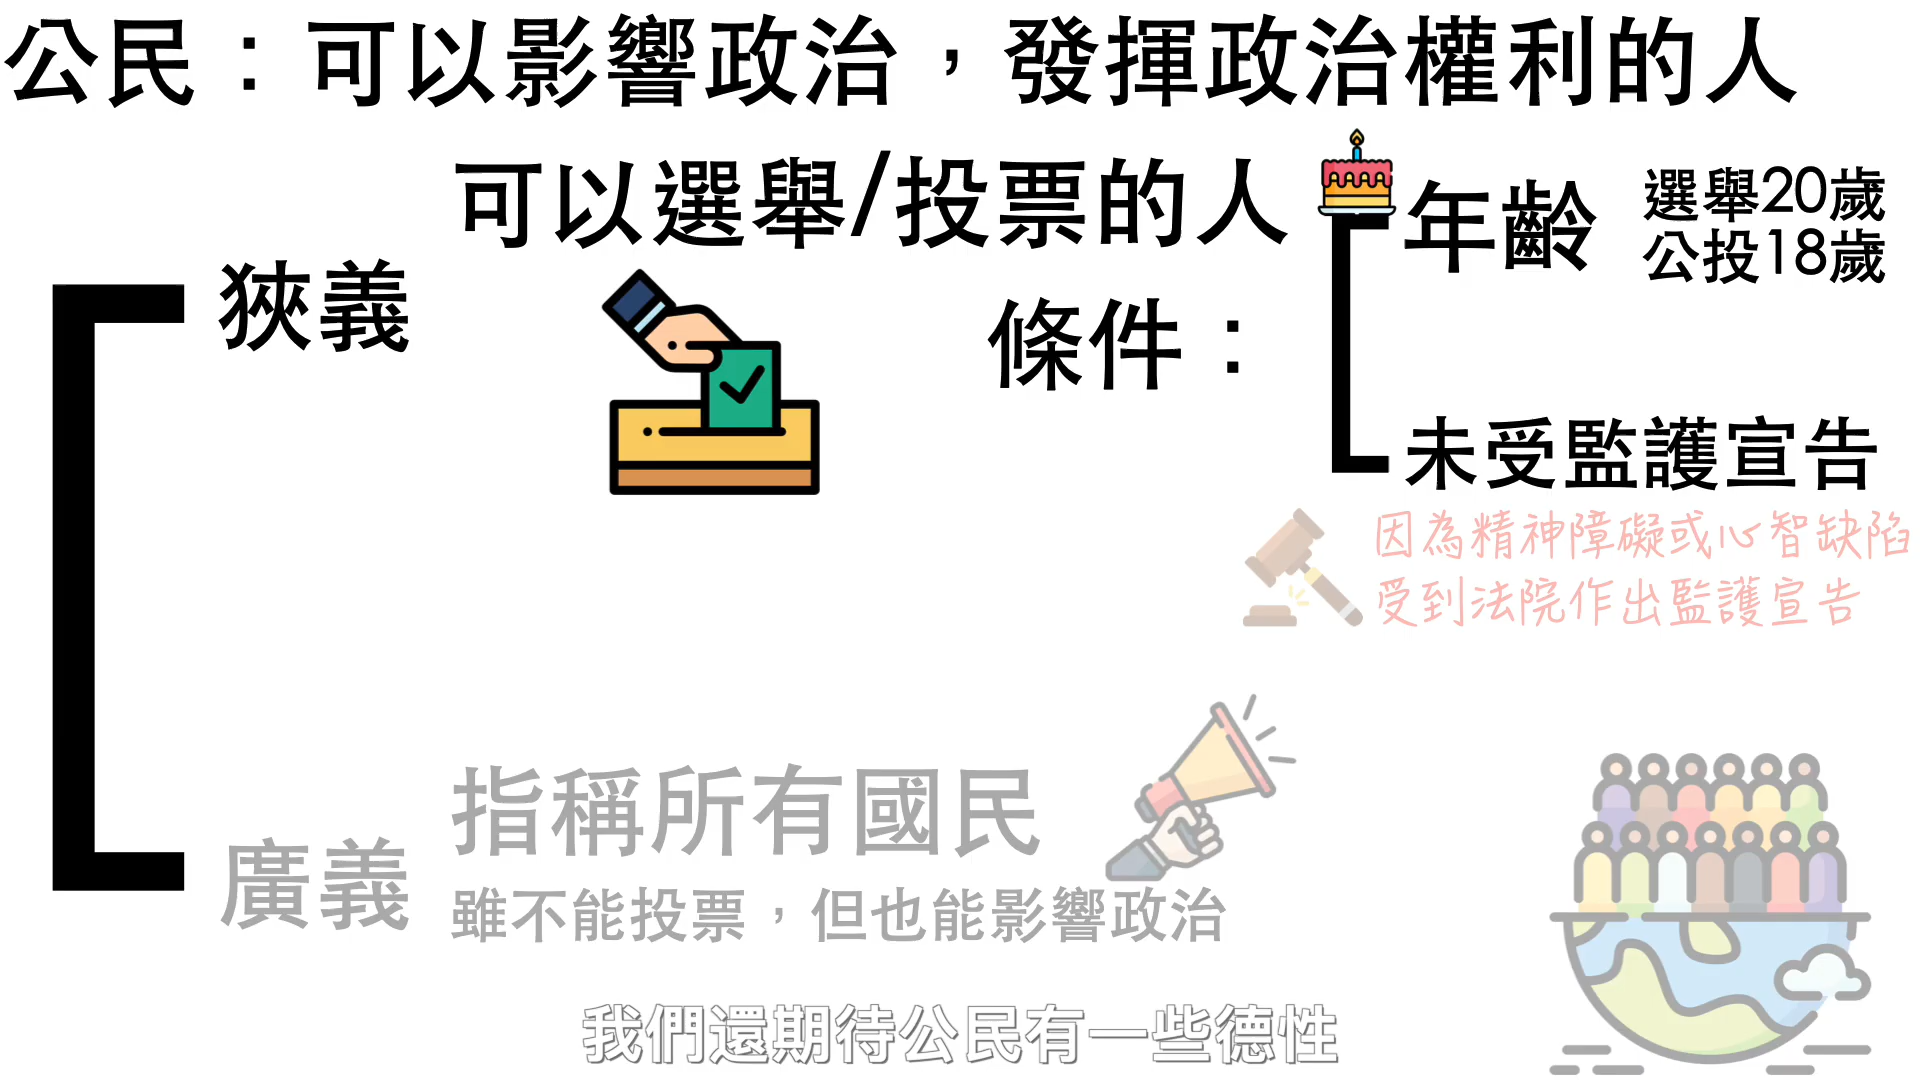 公民：可以影響政治，發揮政治權利的人
可以選舉/投票的人
狹義
條件：
年齡
選舉20歲
公投18歲
未受監護宣告
因為精神障礙或心智缺陷
受到法院作出監護宣告
廣義
指稱所有國民
雖不能投票，但也能影響政治
我們還期待公民有一些德性